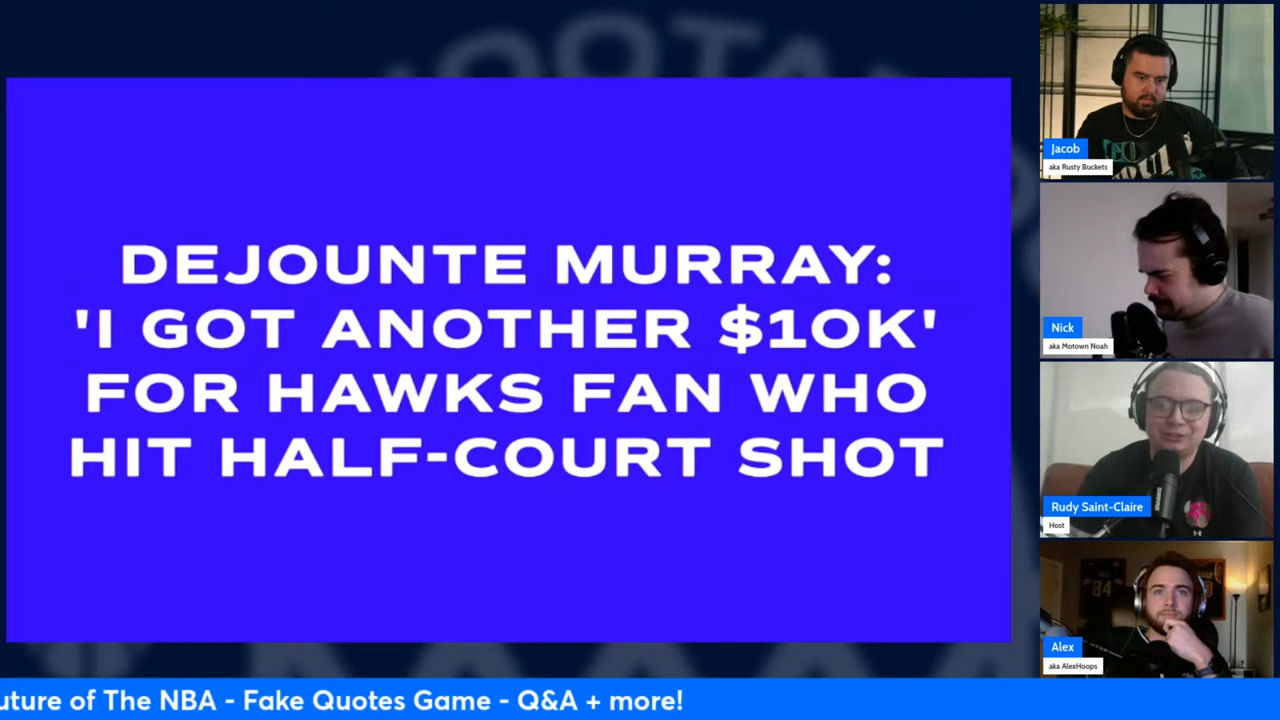 DEJOUNTE MURRAY:
'I GOT ANOTHER $10K'
FOR HAWKS FAN WHO
HIT HALF-COURT SHOT
Jacob
aka Rusty Buckets
Nick
aka Motown Noah
Rudy Saint-Claire
Host
84
Alex
aka AlexHoops
uture of The NBA - Fake Quotes Game - Q&A + more!